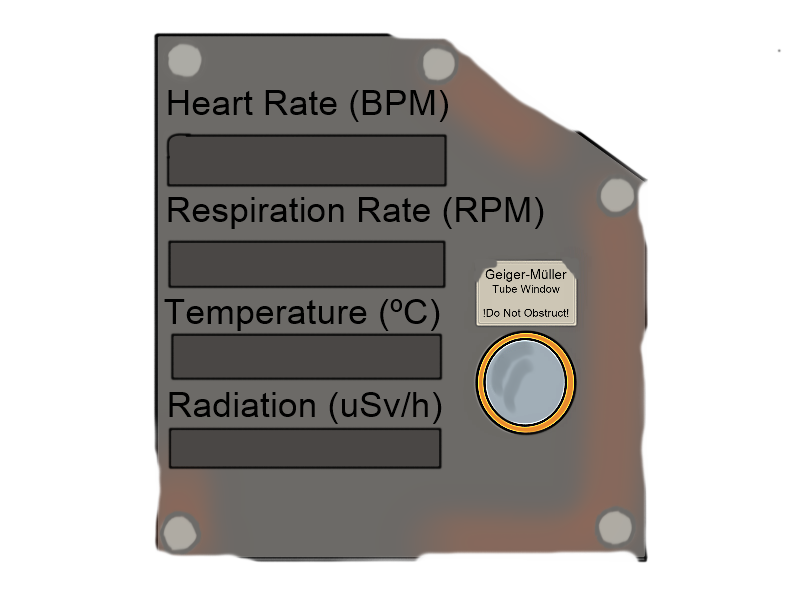 Heart Rate (BPM)
Respiration Rate (RPM)
Temperature (ºC)
Radiation (uSv/h)
Geiger-Müller
Tube Window
!Do Not Obstruct!